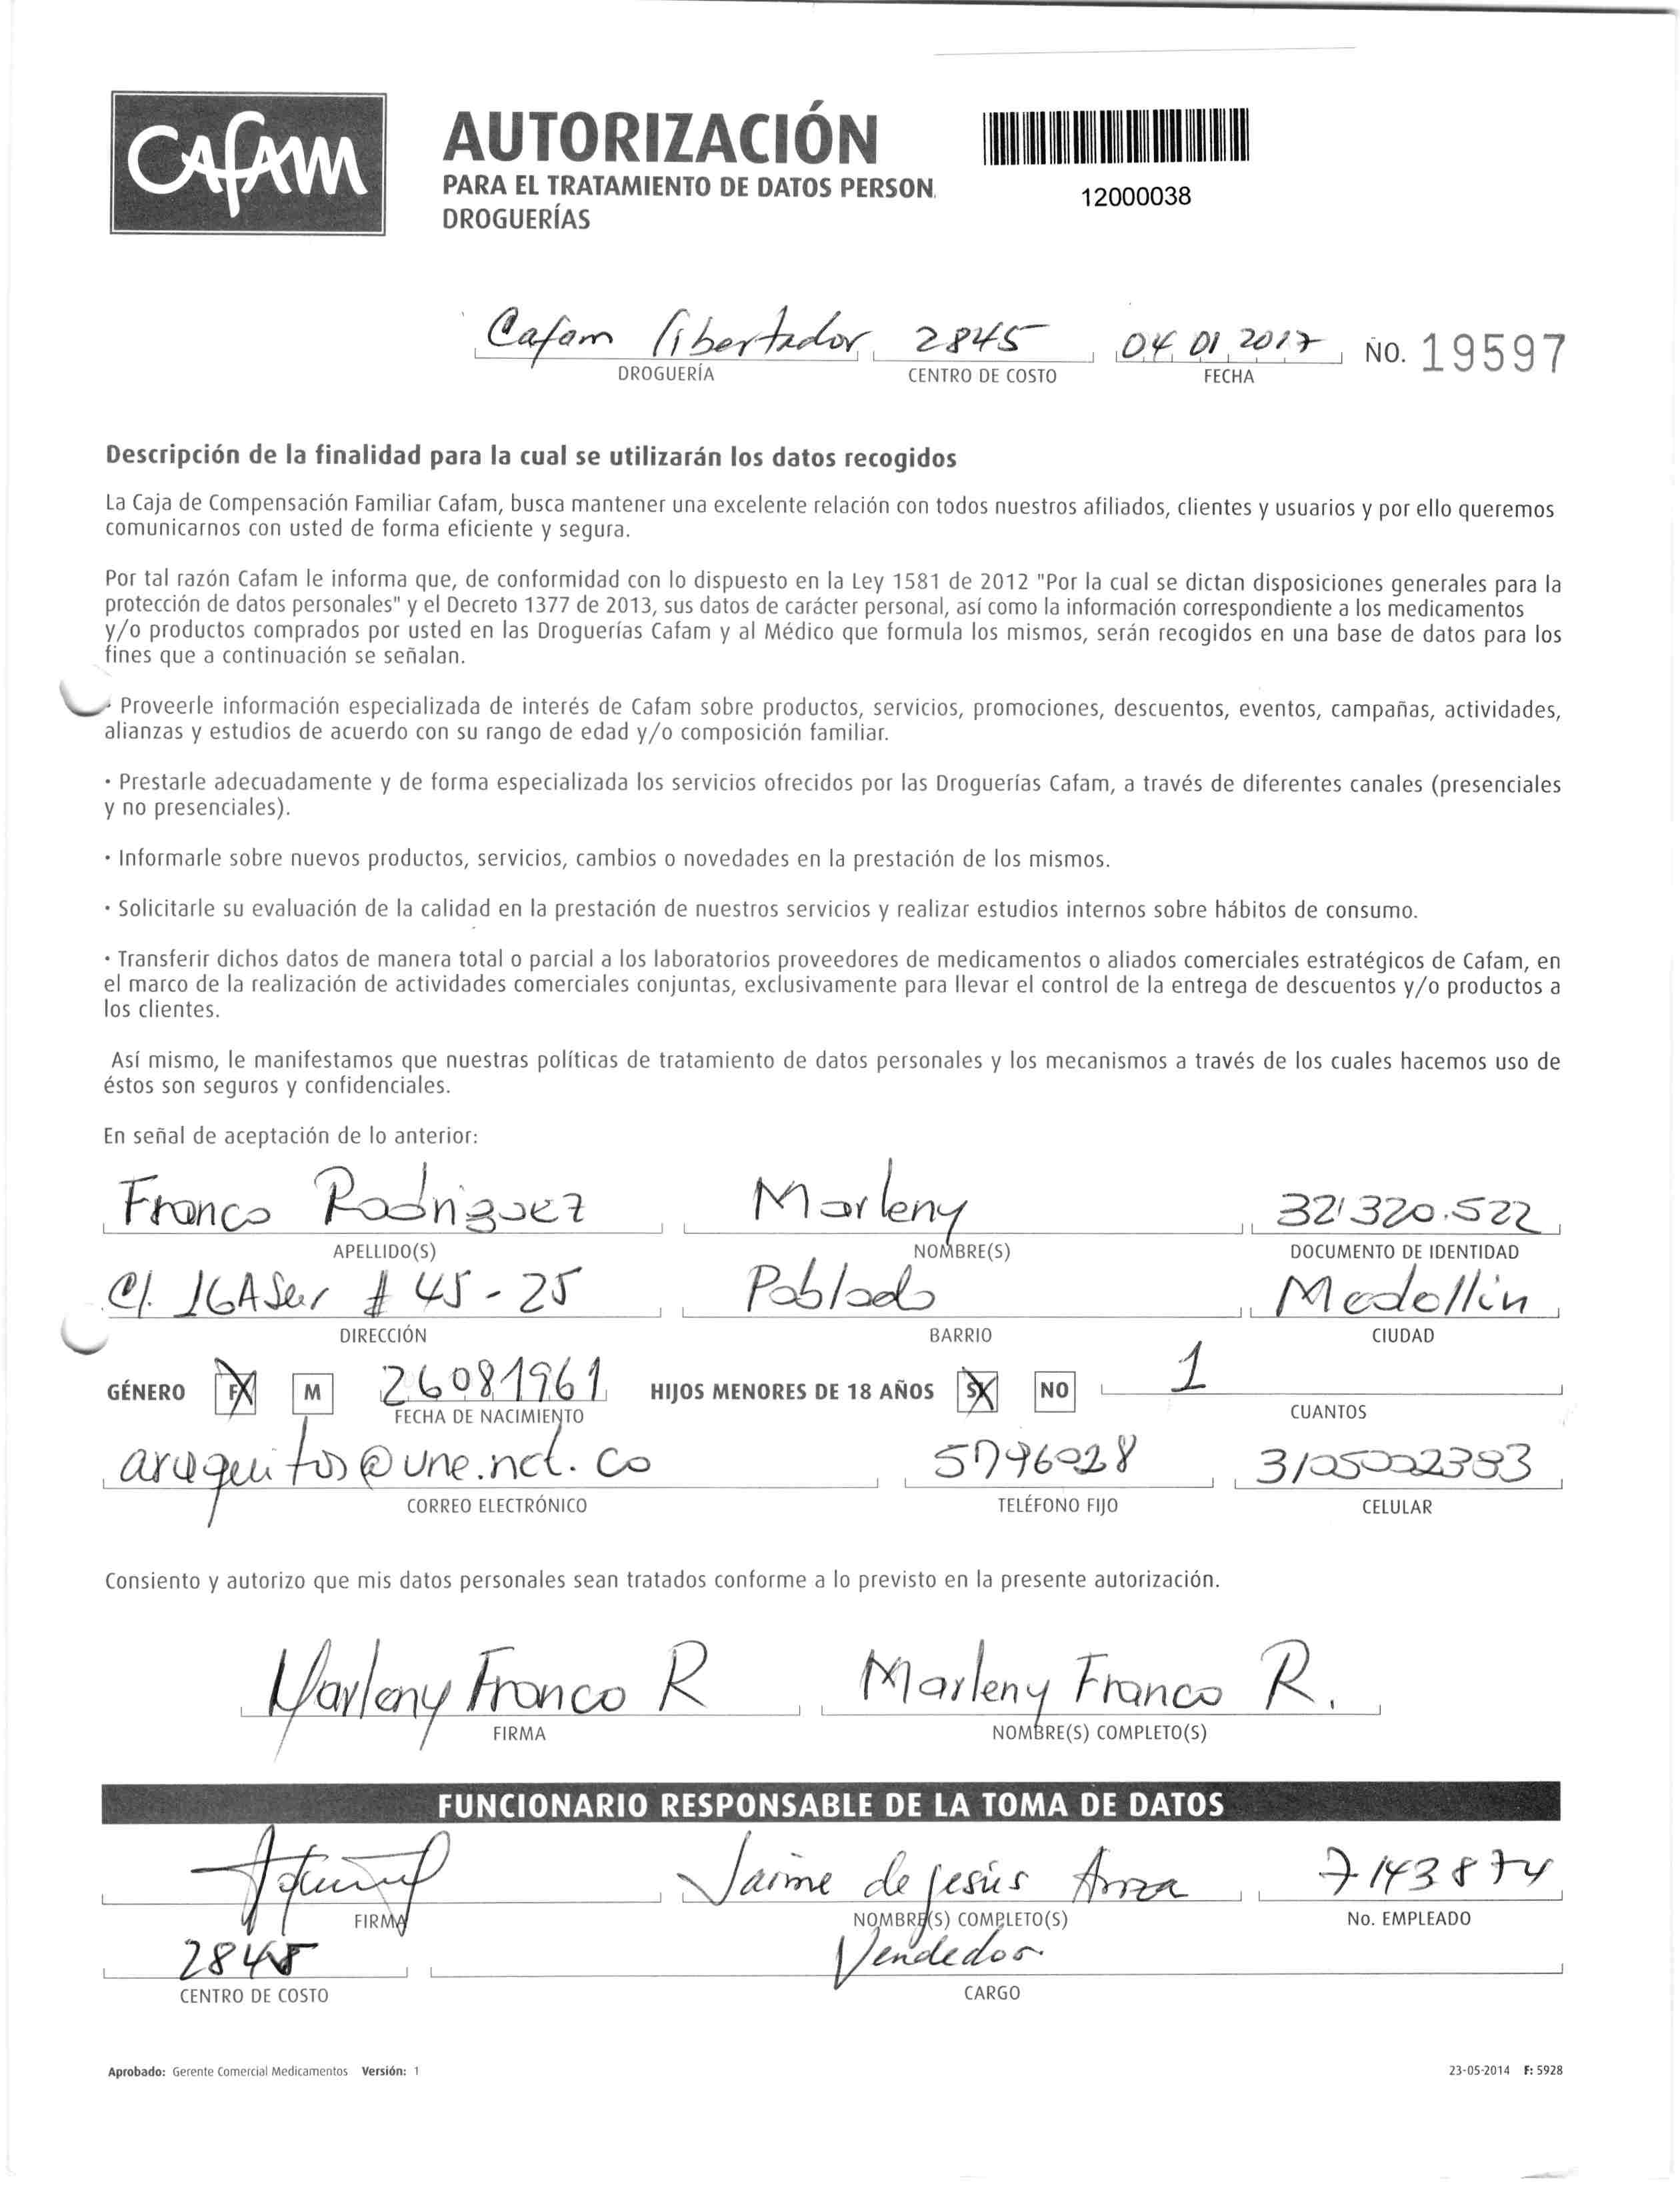 CAFAM
AUTORIZACIÓN
PARA EL TRATAMIENTO DE DATOS PERSON
DROGUERÍAS
12000038
Cafam libertador 2845 04 01 2017 NO. 19597
DROGUERÍA CENTRO DE COSTO FECHA
Descripción de la finalidad para la cual se utilizarán los datos recogidos
La Caja de Compensación Familiar Cafam, busca mantener una excelente relación con todos nuestros afiliados, clientes y usuarios y por ello queremos
comunicarnos con usted de forma eficiente y segura.
Por tal razón Cafam le informa que, de conformidad con lo dispuesto en la Ley 1581 de 2012 "Por la cual se dictan disposiciones generales para la
protección de datos personales" y el Decreto 1377 de 2013, sus datos de carácter personal, así como la información correspondiente a los medicamentos
y/o productos comprados por usted en las Droguerías Cafam y al Médico que formula los mismos, serán recogidos en una base de datos para los
fines que a continuación se señalan.
· Proveerle información especializada de interés de Cafam sobre productos, servicios, promociones, descuentos, eventos, campañas, actividades,
alianzas y estudios de acuerdo con su rango de edad y/o composición familiar.
· Prestarle adecuadamente y de forma especializada los servicios ofrecidos por las Droguerías Cafam, a través de diferentes canales (presenciales
y no presenciales).
· Informarle sobre nuevos productos, servicios, cambios o novedades en la prestación de los mismos.
· Solicitarle su evaluación de la calidad en la prestación de nuestros servicios y realizar estudios internos sobre hábitos de consumo.
· Transferir dichos datos de manera total o parcial a los laboratorios proveedores de medicamentos o aliados comerciales estratégicos de Cafam, en
el marco de la realización de actividades comerciales conjuntas, exclusivamente para llevar el control de la entrega de descuentos y/o productos a
los clientes.
Así mismo, le manifestamos que nuestras políticas de tratamiento de datos personales y los mecanismos a través de los cuales hacemos uso de
éstos son seguros y confidenciales.
En señal de aceptación de lo anterior:
Franco Rodriguez Marleny 32'320.522
APELLIDO(S) NOMBRE(S) DOCUMENTO DE IDENTIDAD
Cl. 16A Sur # 45 - 25 Poblado Medellin
DIRECCIÓN BARRIO CIUDAD
GÉNERO F M 26081961 HIJOS MENORES DE 18 AÑOS SI NO 1
FECHA DE NACIMIENTO CUANTOS
@une.net.co 5796028 3105002383
CORREO ELECTRÓNICO TELÉFONO FIJO CELULAR
Consiento y autorizo que mis datos personales sean tratados conforme a lo previsto en la presente autorización.
Marleny Franco R Marleny Franco R.
FIRMA NOMBRE(S) COMPLETO(S)
FUNCIONARIO RESPONSABLE DE LA TOMA DE DATOS
Jaime de jesús Ariza 7143874
FIRMA NOMBRE(S) COMPLETO(S) No. EMPLEADO
2845 Vendedor
CENTRO DE COSTO CARGO
Aprobado: Gerente Comercial Medicamentos Versión: 1 23-05-2014 F: 5928